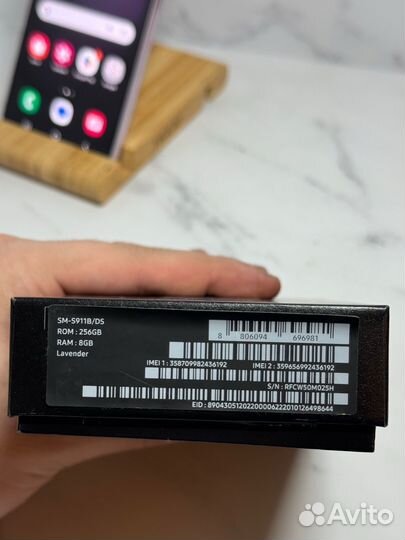 SM-S911B/DS
ROM : 256GB
RAM : 8GB
Lavender
8 806094 696981
IMEI 1 : 358709982436192
IMEI 2 : 359656992436192
S/N : RFCW50M025H
EID : 89043051202200006222010126498644
Avito